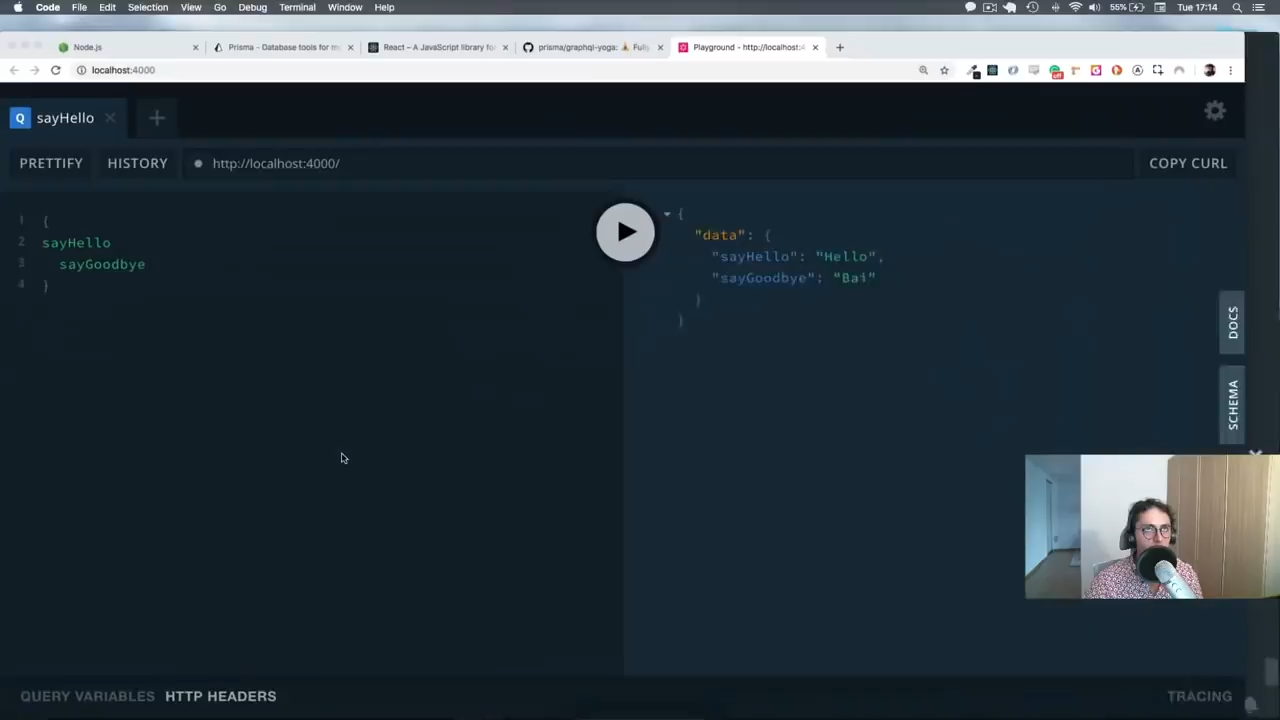 Code File Edit Selection View Go Debug Terminal Window Help 55% Tue 17:14
Node.js Prisma - Database tools for m React – A JavaScript library fo prisma/graphql-yoga: Fully Playground - http://localhost:4
localhost:4000
Q sayHello
PRETTIFY HISTORY http://localhost:4000/ COPY CURL
1 {
2 sayHello
3 sayGoodbye
4 }
{
"data": {
"sayHello": "Hello",
"sayGoodbye": "Bai"
}
}
DOCS
SCHEMA
QUERY VARIABLES HTTP HEADERS TRACING